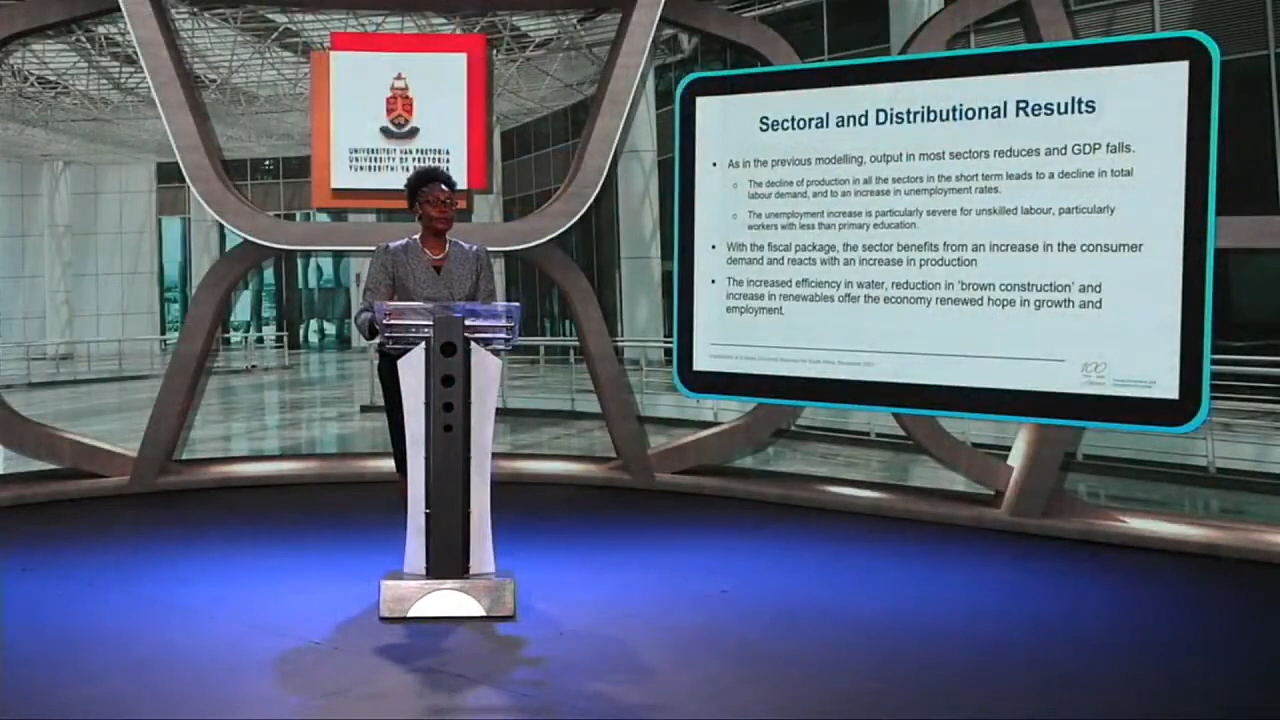 UNIVERSITEIT VAN PRETORIA
UNIVERSITY OF PRETORIA
YUNIBESITHI YA
Sectoral and Distributional Results
• As in the previous modelling, output in most sectors reduces and GDP falls.
o The decline of production in all the sectors in the short term leads to a decline in total
labour demand, and to an increase in unemployment rates.
o The unemployment increase is particularly severe for unskilled labour, particularly
workers with less than primary education.
• With the fiscal package, the sector benefits from an increase in the consumer
demand and reacts with an increase in production
• The increased efficiency in water, reduction in 'brown construction' and
increase in renewables offer the economy renewed hope in growth and
employment.
100